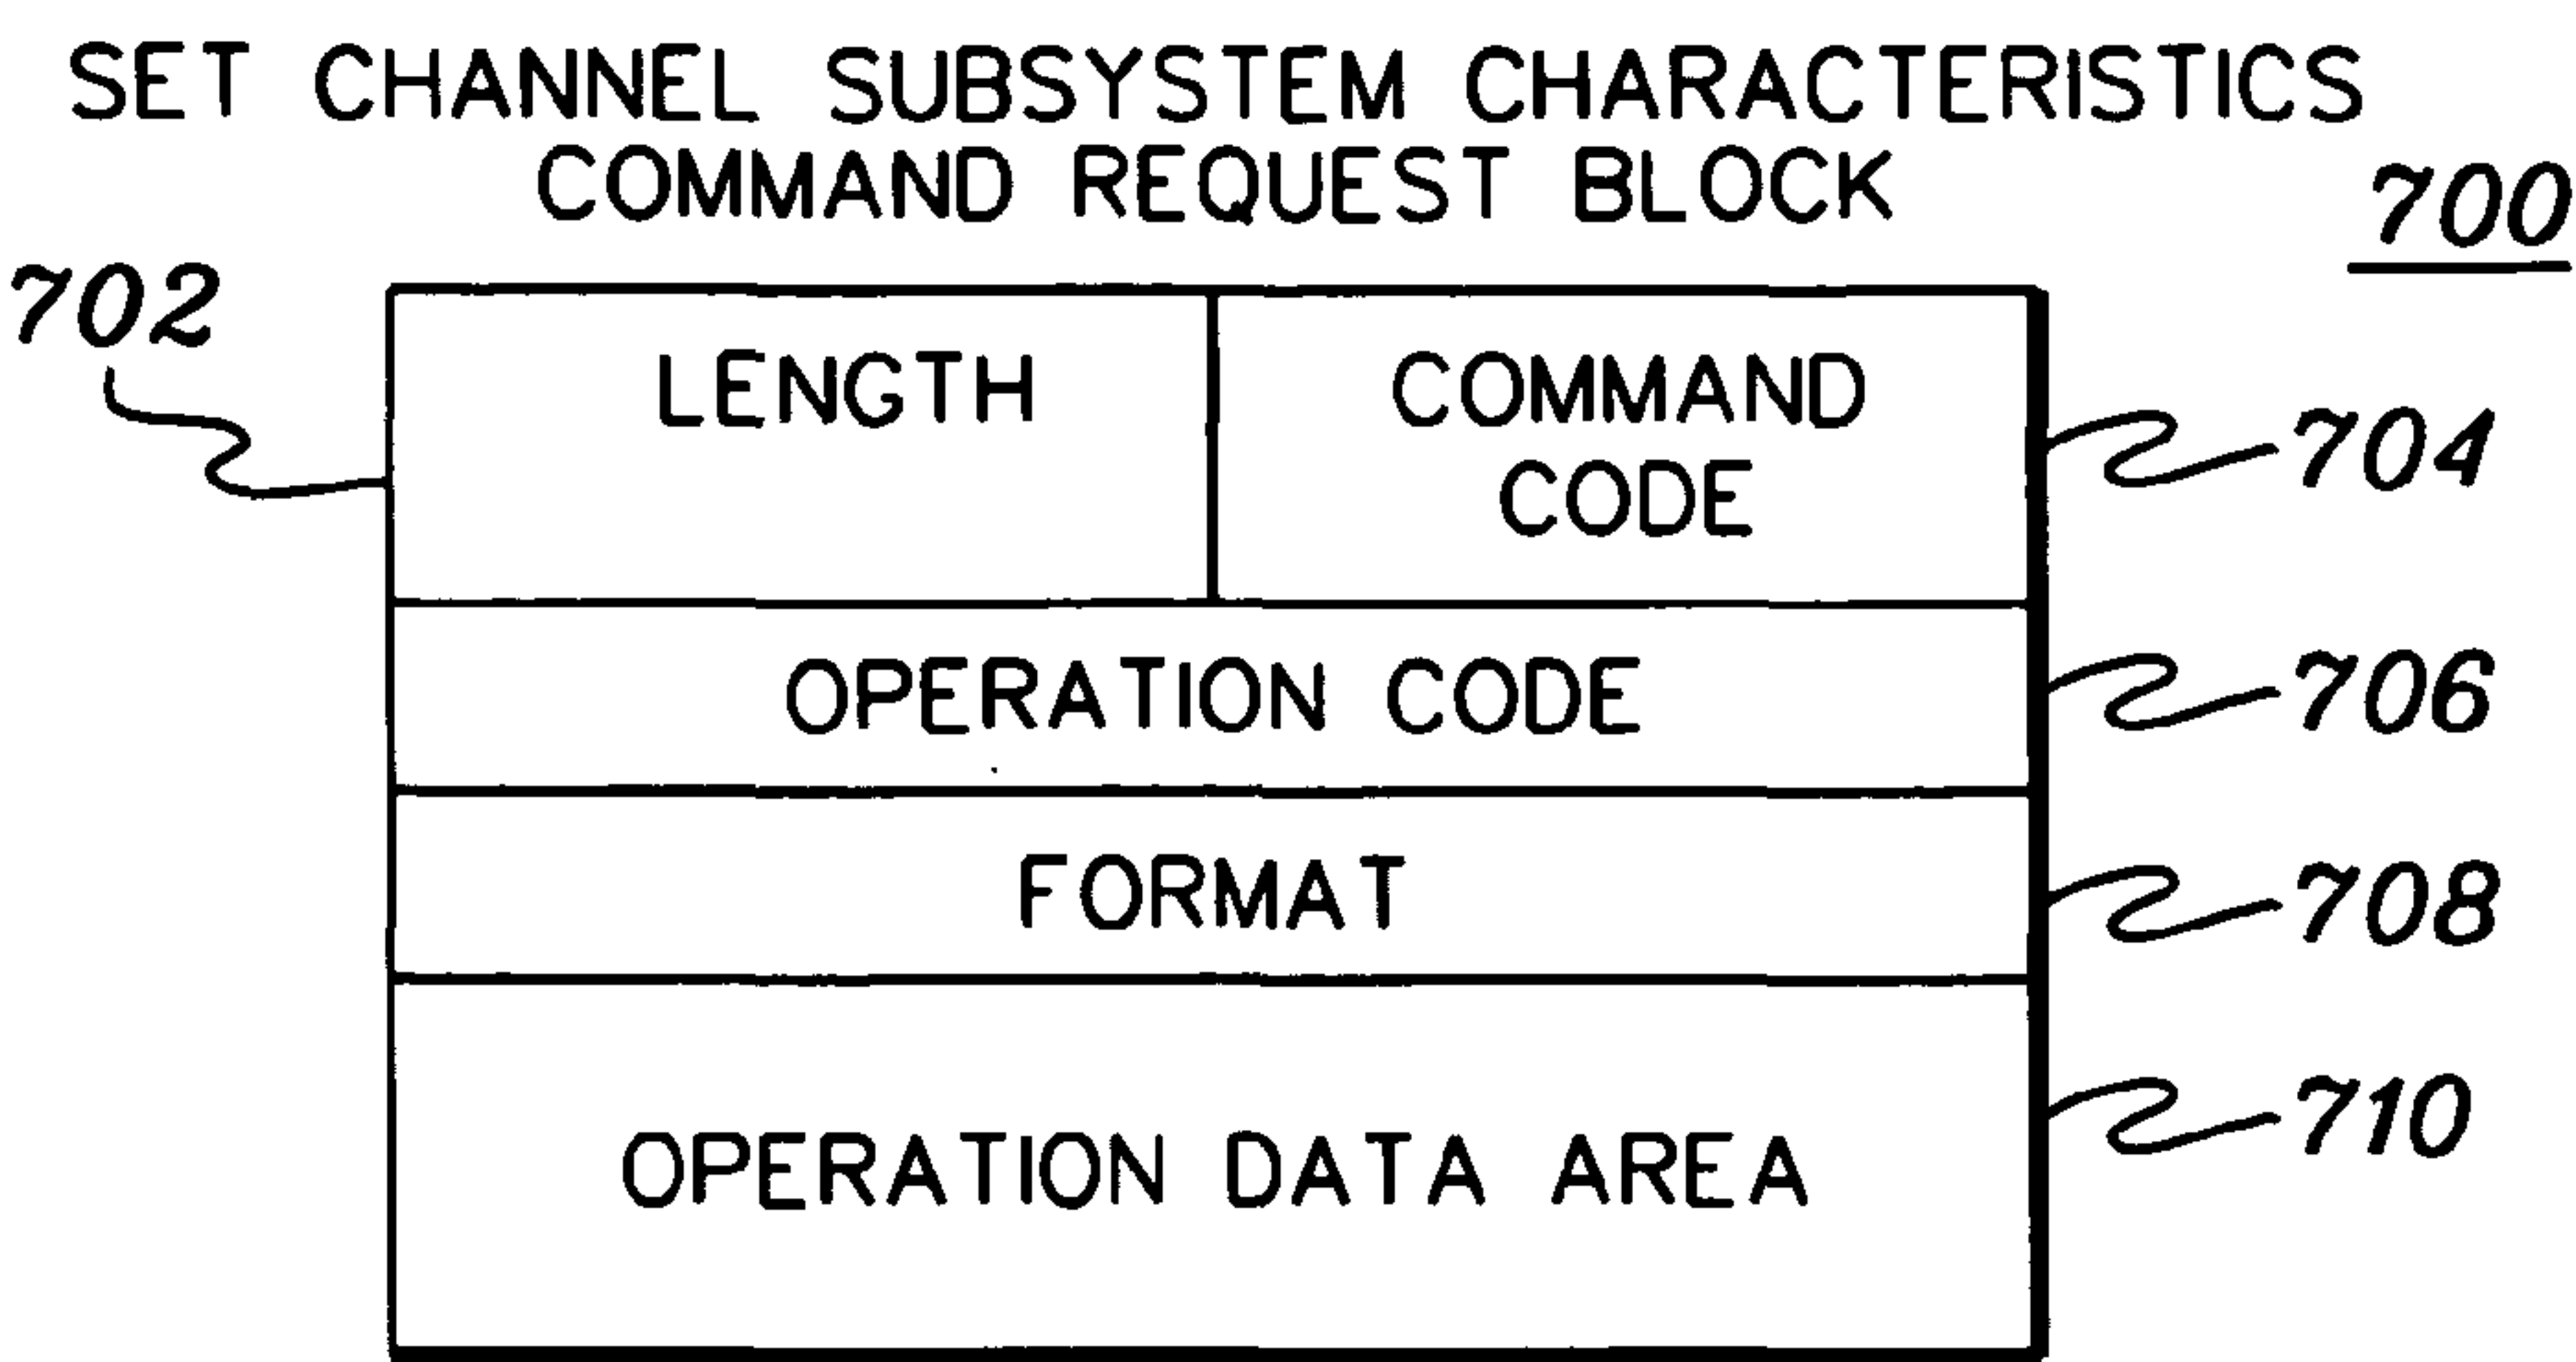 SET CHANNEL SUBSYSTEM CHARACTERISTICS
COMMAND REQUEST BLOCK
700
702
LENGTH
COMMAND
CODE
704
OPERATION CODE
706
FORMAT
708
OPERATION DATA AREA
710